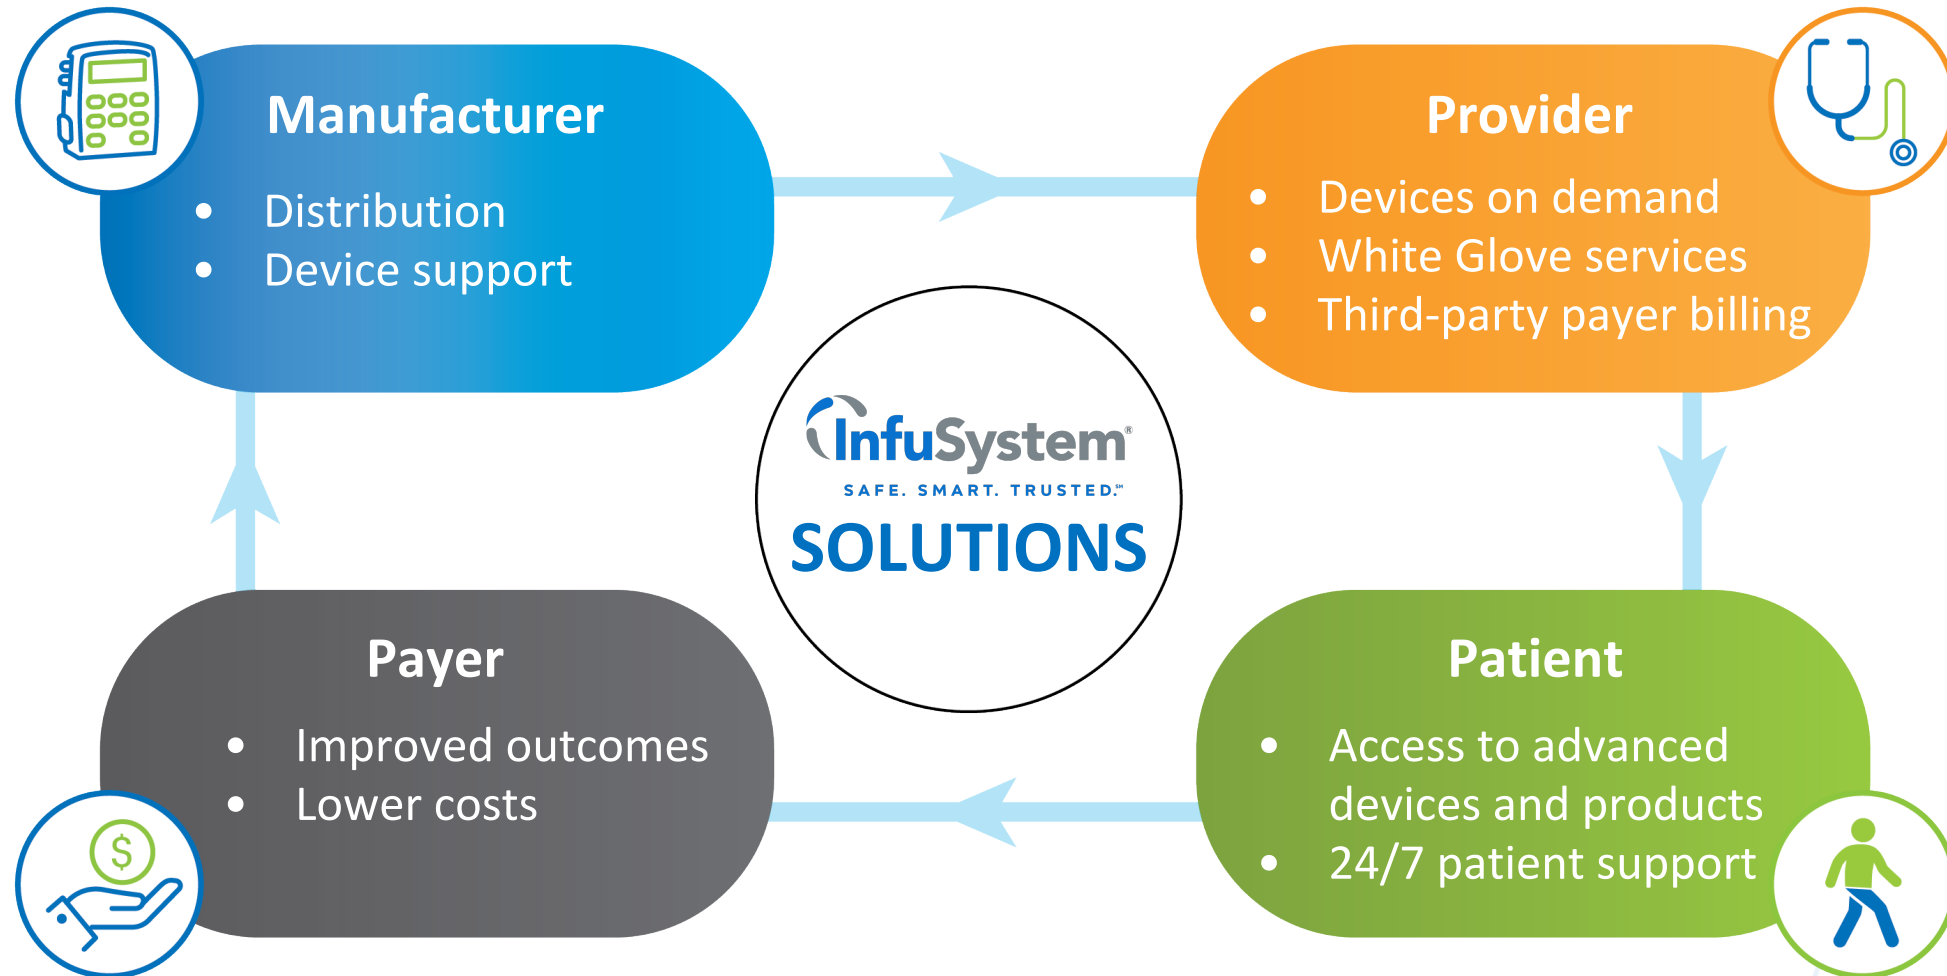 Manufacturer
• Distribution
• Device support
Provider
• Devices on demand
• White Glove services
• Third-party payer billing
InfuSystem®
SAFE. SMART. TRUSTED.℠
SOLUTIONS
Payer
• Improved outcomes
• Lower costs
$
Patient
• Access to advanced
devices and products
• 24/7 patient support